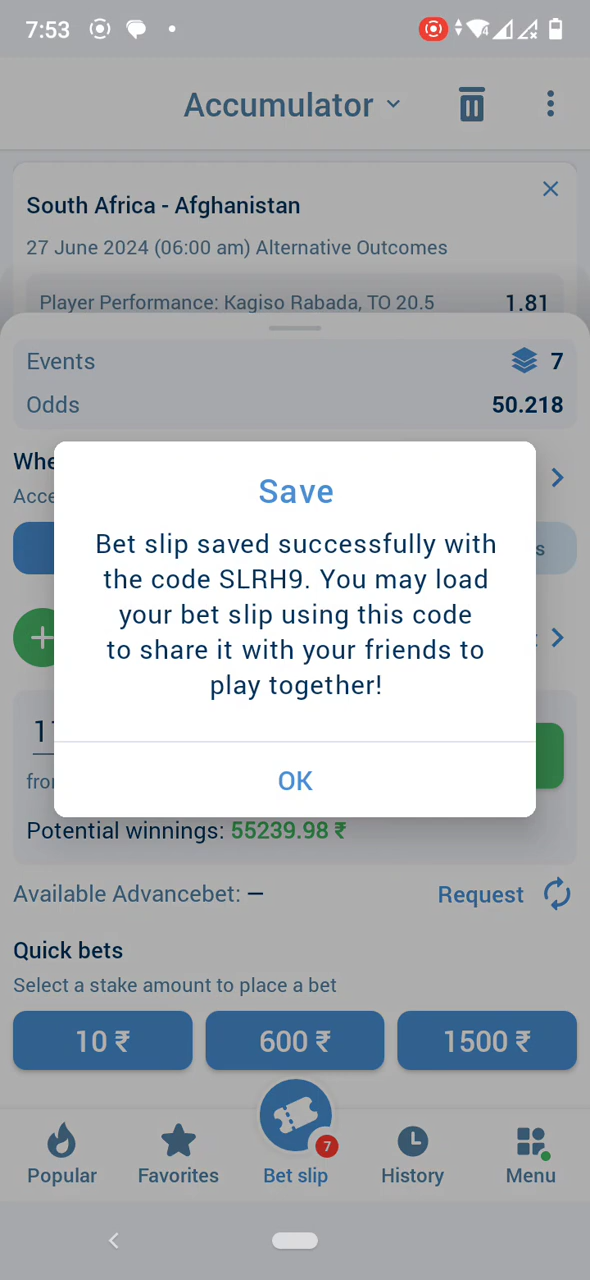 7:53
4
Accumulator
South Africa - Afghanistan
27 June 2024 (06:00 am) Alternative Outcomes
Player Performance: Kagiso Rabada, TO 20.5 1.81
Events 7
Odds 50.218
Save
Bet slip saved successfully with
the code SLRH9. You may load
your bet slip using this code
to share it with your friends to
play together!
OK
Potential winnings: 55239.98 ₹
Available Advancebet: — Request
Quick bets
Select a stake amount to place a bet
10 ₹ 600 ₹ 1500 ₹
7
Popular Favorites Bet slip History Menu